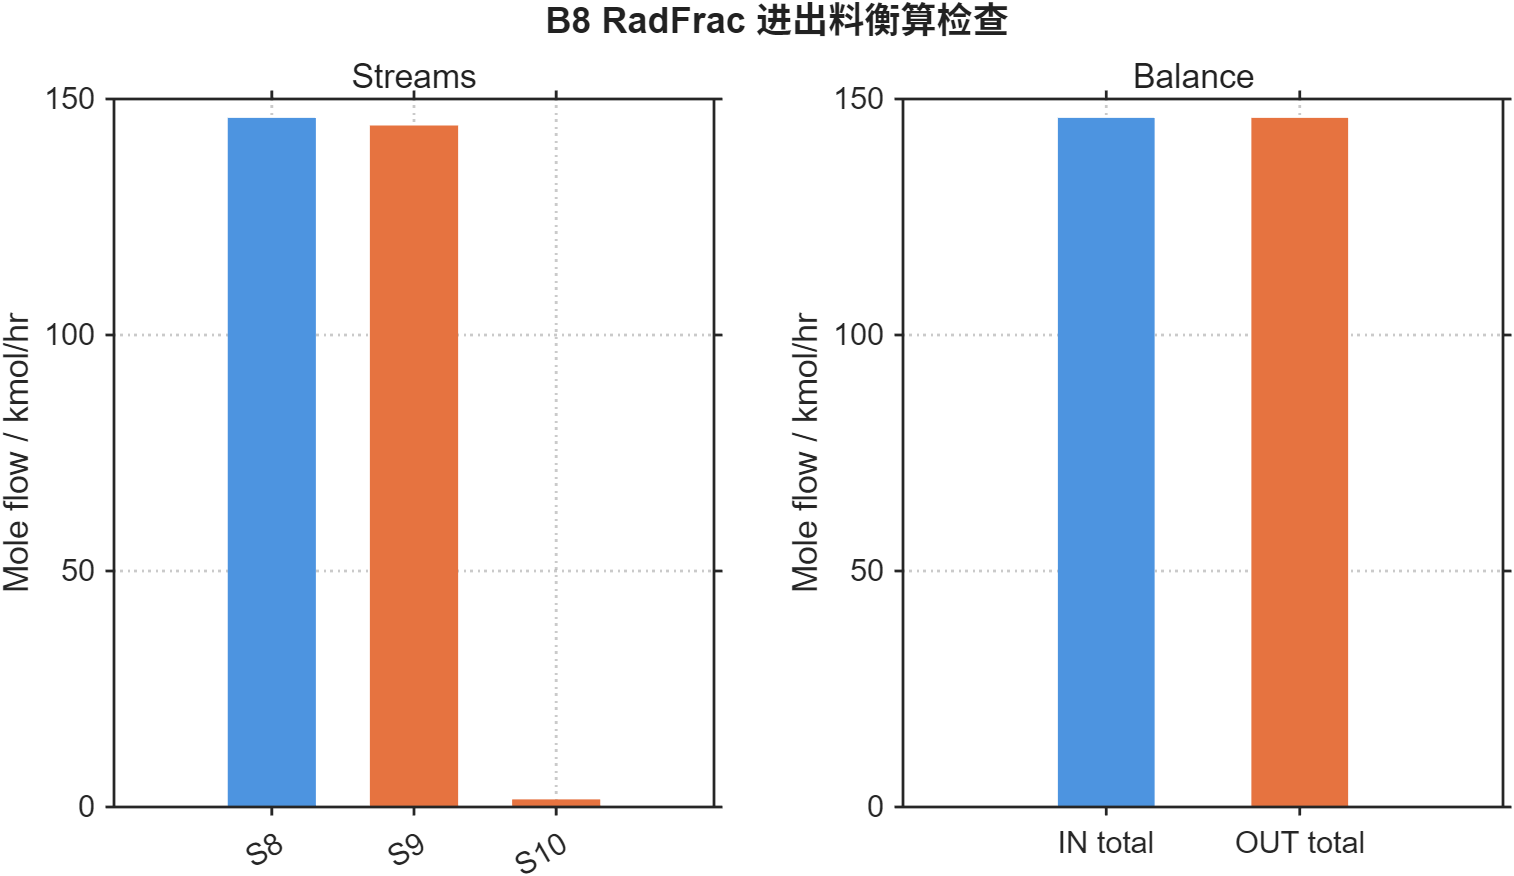 B8 RadFrac 进出料衡算检查
Streams
Mole flow / kmol/hr
150
100
50
0
S8
S9
S10
Balance
Mole flow / kmol/hr
150
100
50
0
IN total
OUT total